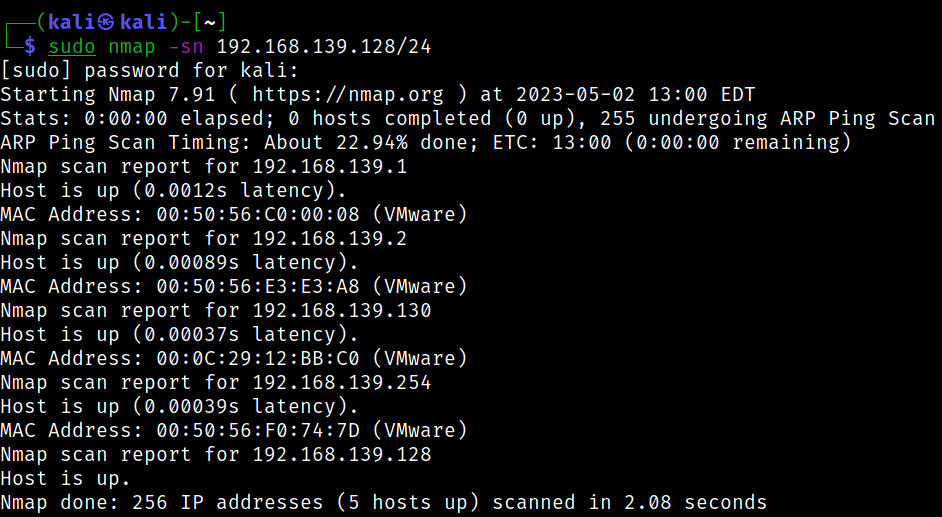 ┌──(kali㉿kali)-[~]
└─$ sudo nmap -sn 192.168.139.128/24
[sudo] password for kali:
Starting Nmap 7.91 ( https://nmap.org ) at 2023-05-02 13:00 EDT
Stats: 0:00:00 elapsed; 0 hosts completed (0 up), 255 undergoing ARP Ping Scan
ARP Ping Scan Timing: About 22.94% done; ETC: 13:00 (0:00:00 remaining)
Nmap scan report for 192.168.139.1
Host is up (0.0012s latency).
MAC Address: 00:50:56:C0:00:08 (VMware)
Nmap scan report for 192.168.139.2
Host is up (0.00089s latency).
MAC Address: 00:50:56:E3:E3:A8 (VMware)
Nmap scan report for 192.168.139.130
Host is up (0.00037s latency).
MAC Address: 00:0C:29:12:BB:C0 (VMware)
Nmap scan report for 192.168.139.254
Host is up (0.00039s latency).
MAC Address: 00:50:56:F0:74:7D (VMware)
Nmap scan report for 192.168.139.128
Host is up.
Nmap done: 256 IP addresses (5 hosts up) scanned in 2.08 seconds